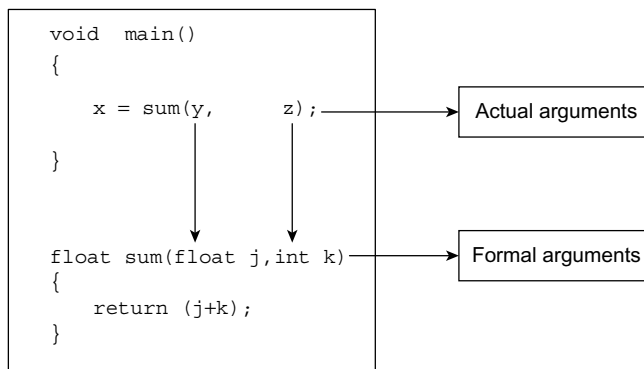 void main()
{
x = sum(y, z);
Actual arguments
}
float sum(float j,int k)
Formal arguments
{
return (j+k);
}